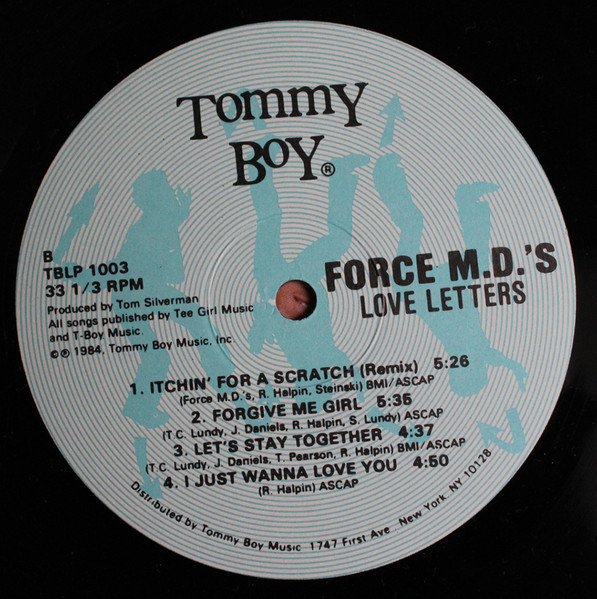 Tommy
Boy®
B
TBLP 1003
33 1/3 RPM
Produced by Tom Silverman
All songs published by Tee Girl Music
and T-Boy Music.
©℗ 1984, Tommy Boy Music, Inc.
FORCE M.D.'S
LOVE LETTERS
1. ITCHIN' FOR A SCRATCH (Remix) 5:26
(Force M.D.'s, R. Halpin, Steinski) BMI/ASCAP
2. FORGIVE ME GIRL 5:35
(T.C. Lundy, J. Daniels, R. Halpin, S. Lundy) ASCAP
3. LET'S STAY TOGETHER 4:37
(T.C. Lundy, J. Daniels, T. Pearson, R. Halpin) BMI/ASCAP
4. I JUST WANNA LOVE YOU 4:50
(R. Halpin) ASCAP
Distributed by Tommy Boy Music 1747 First Ave New York NY 10128